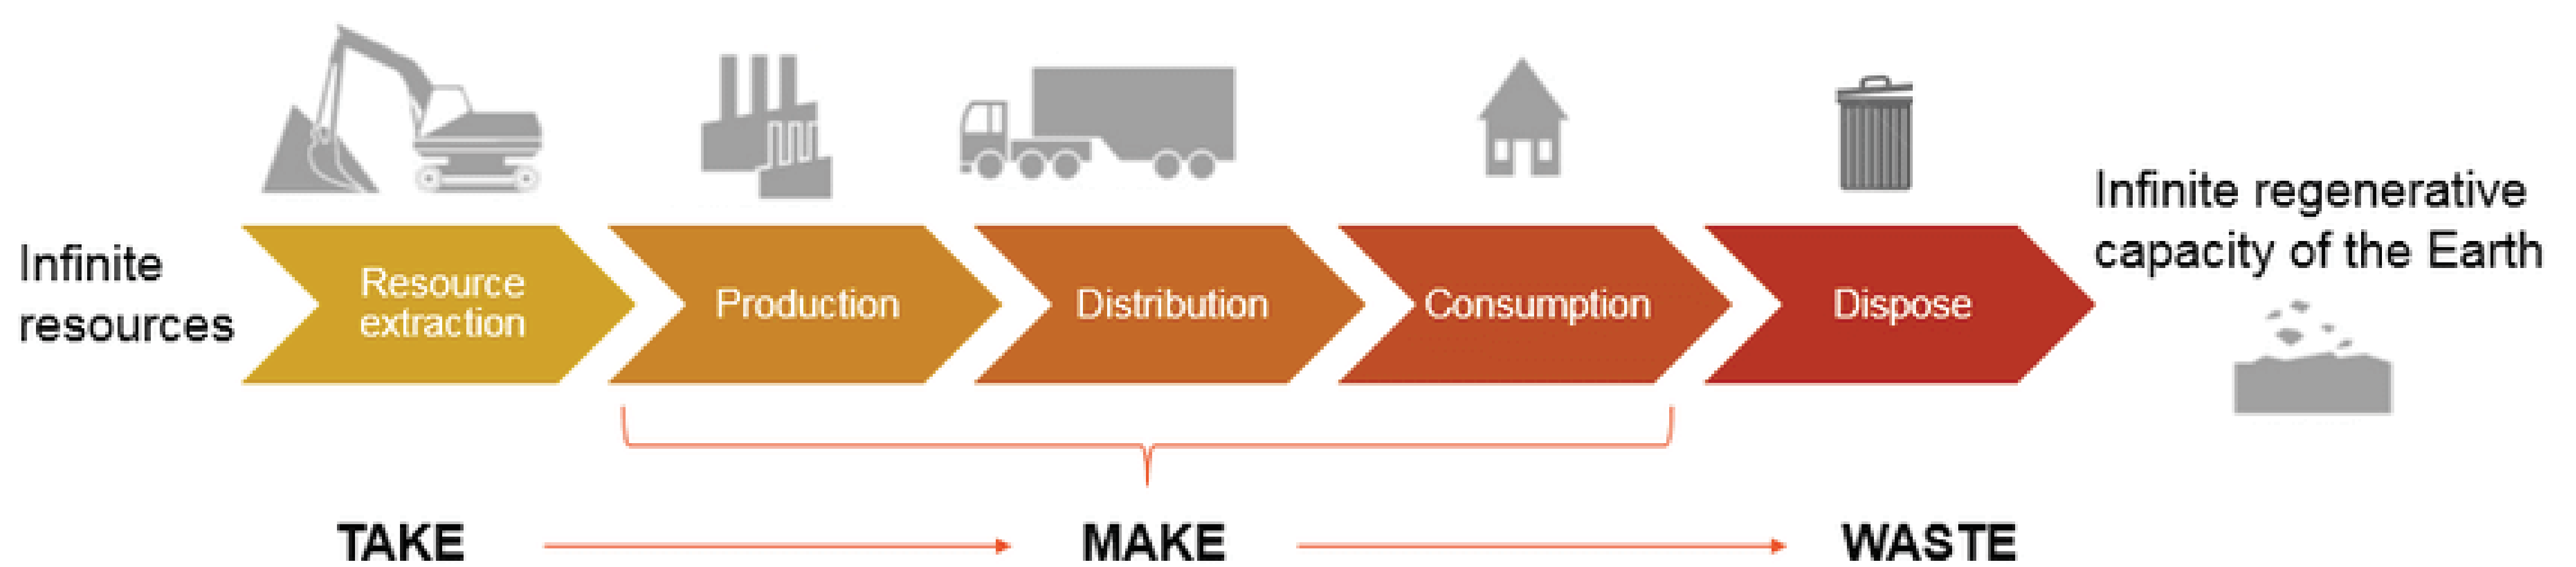 Infinite
resources
Resource
extraction
Production
Distribution
Consumption
Dispose
Infinite regenerative
capacity of the Earth
TAKE
MAKE
WASTE